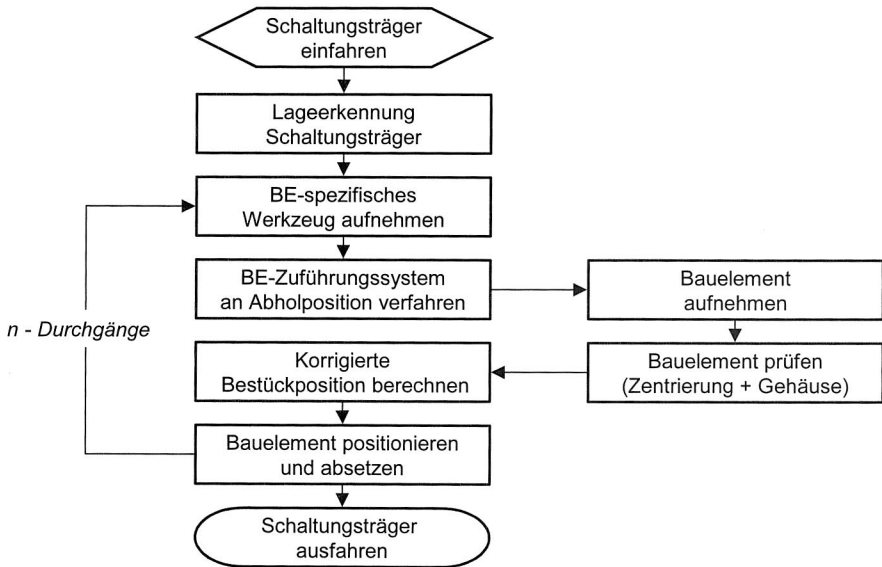 Schaltungsträger
einfahren
Lageerkennung
Schaltungsträger
BE-spezifisches
Werkzeug aufnehmen
BE-Zuführungssystem
an Abholposition verfahren
Bauelement
aufnehmen
n - Durchgänge
Bauelement prüfen
(Zentrierung + Gehäuse)
Korrigierte
Bestückposition berechnen
Bauelement positionieren
und absetzen
Schaltungsträger
ausfahren